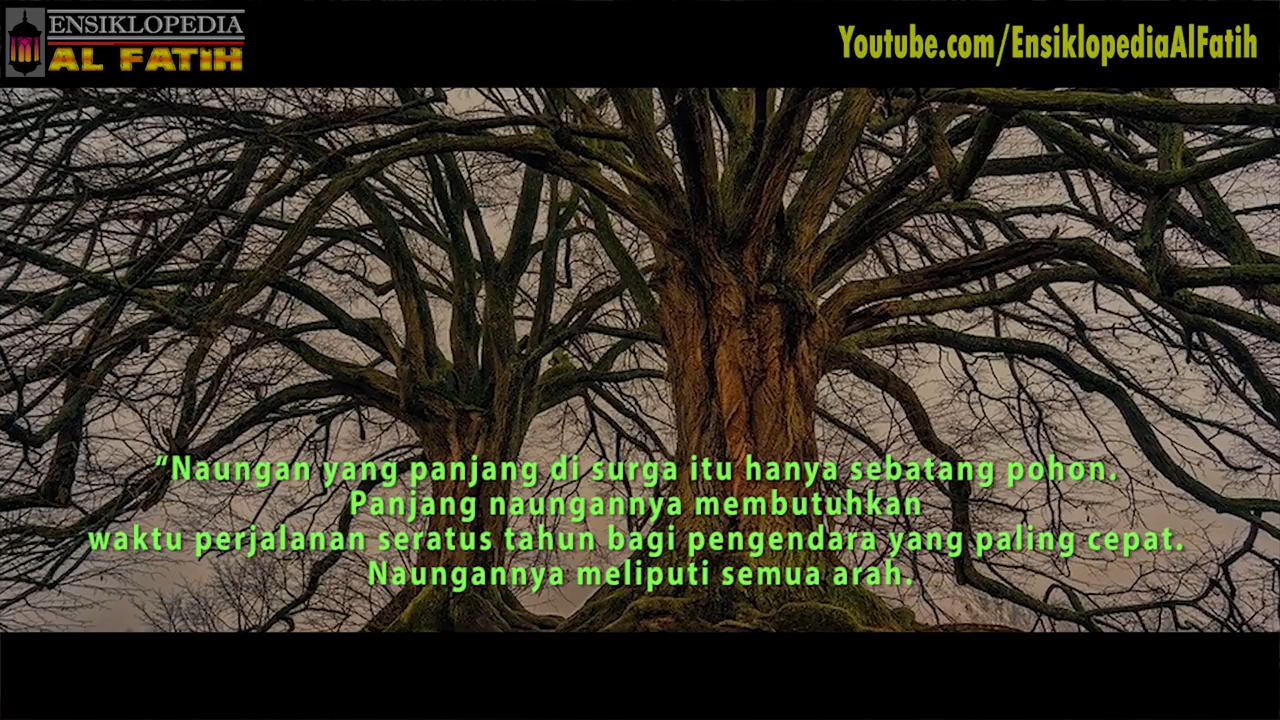 ENSIKLOPEDIA
AL FATIH
Youtube.com/EnsiklopediaAlFatih
“Naungan yang panjang di surga itu hanya sebatang pohon.
Panjang naungannya membutuhkan
waktu perjalanan seratus tahun bagi pengendara yang paling cepat.
Naungannya meliputi semua arah.